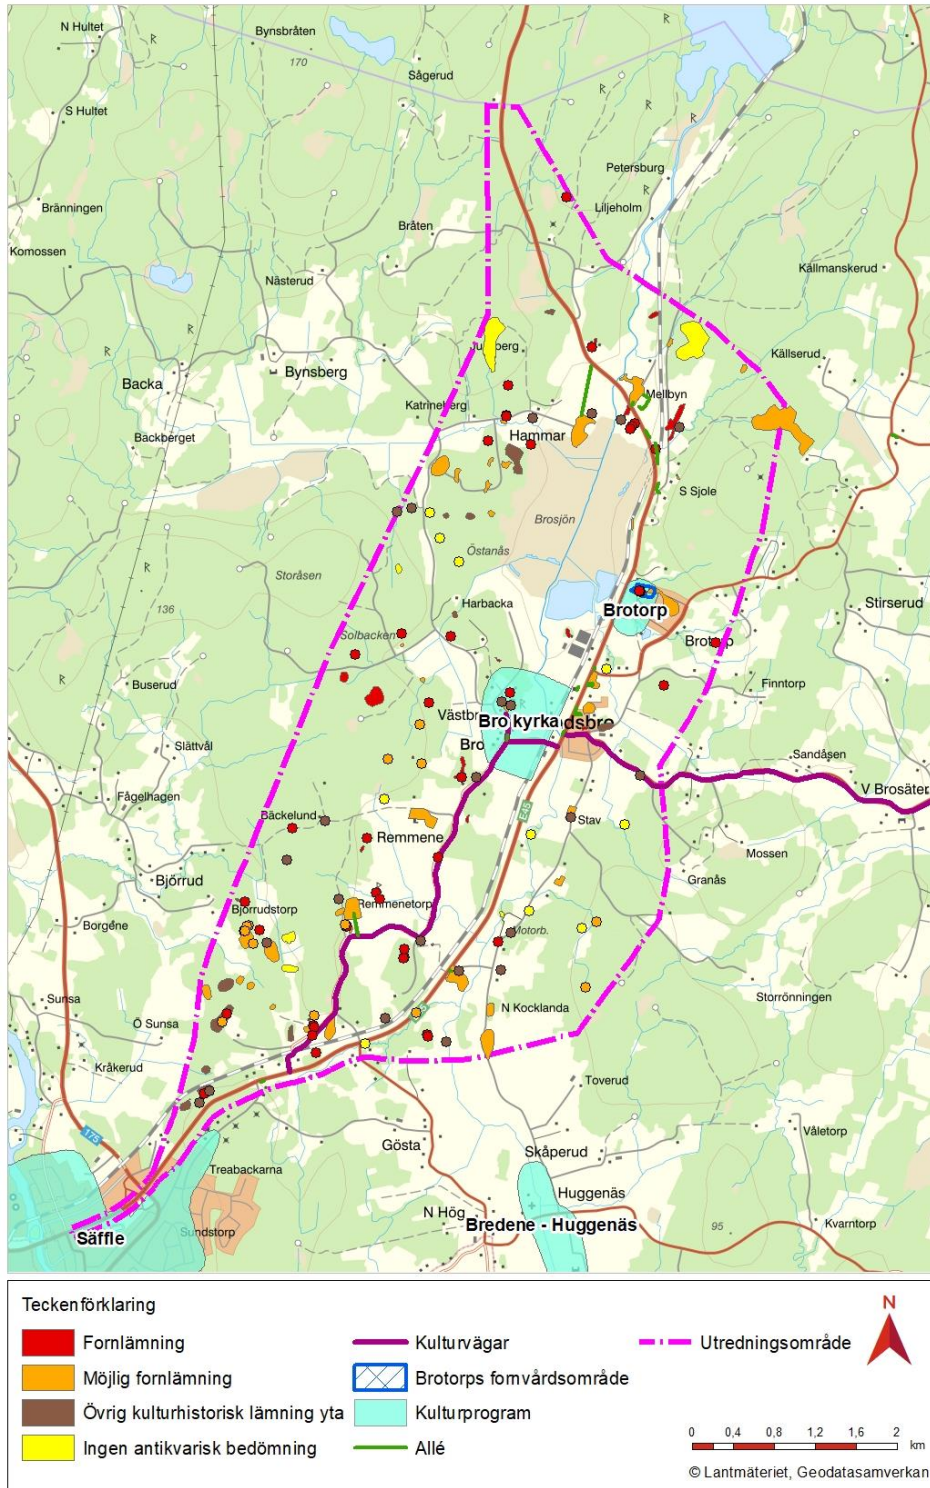 N Hultet
Bynsbråten
170
Sågerud
S Hultet
Petersburg
Bränningen
Liljeholm
Bråten
Komossen
Källmanskerud
Nästerud
Källserud
Backa
Bynsberg
Katrineberg
Mellbyn
Backberget
Hammar
S Sjole
Brosjön
Östanås
Storåsen
136
Harbacka
Brotorp
Stirserud
Solbacken
Buserud
Finntorp
Slättvål
Bro kyrka
Sandåsen
Fågelhagen
V Brosäter
Bäckelund
E45
Stav
Remmene
Mossen
Björrud
Granås
Björrudstorp
Remmenetorp
Borgene
Motorb.
Sunsa
Storrönningen
Ö Sunsa
N Kocklanda
Kråkerud
Toverud
175
Gösta
Våletorp
Skåperud
Treabackarna
Huggenäs
N Hög
Bredene - Huggenäs
95
Kvarntorp
Säffle
Sundstorp
Teckenförklaring
Fornlämning
Möjlig fornlämning
Övrig kulturhistorisk lämning yta
Ingen antikvarisk bedömning
Kulturvägar
Brotorps fornvårdsområde
Kulturprogram
Allé
Utredningsområde
N
0 0,4 0,8 1,2 1,6 2
km
© Lantmäteriet, Geodatasamverkan